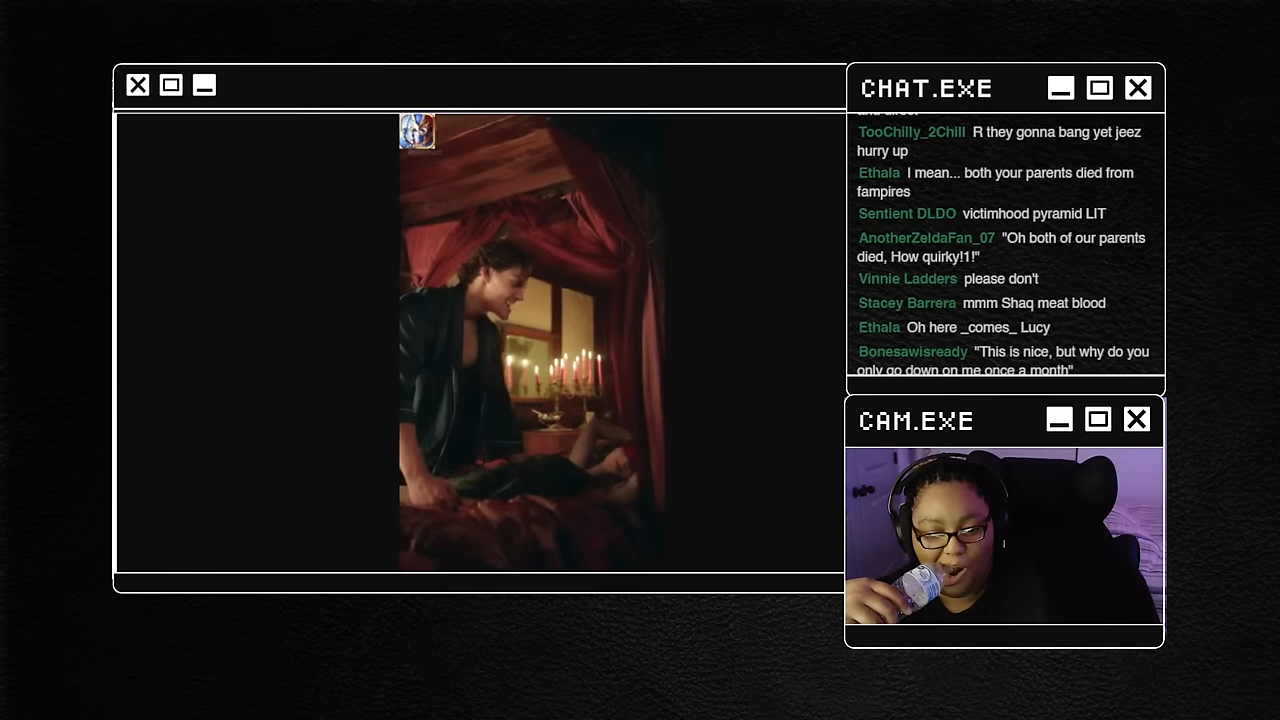 CHAT.EXE
TooChilly_2Chill R they gonna bang yet jeez
hurry up
Ethala I mean... both your parents died from
fampires
Sentient DLDO victimhood pyramid LIT
AnotherZeldaFan_07 "Oh both of our parents
died, How quirky!1!"
Vinnie Ladders please don't
Stacey Barrera mmm Shaq meat blood
Ethala Oh here _comes_ Lucy
Bonesawisready "This is nice, but why do you
only go down on me once a month"
CAM.EXE